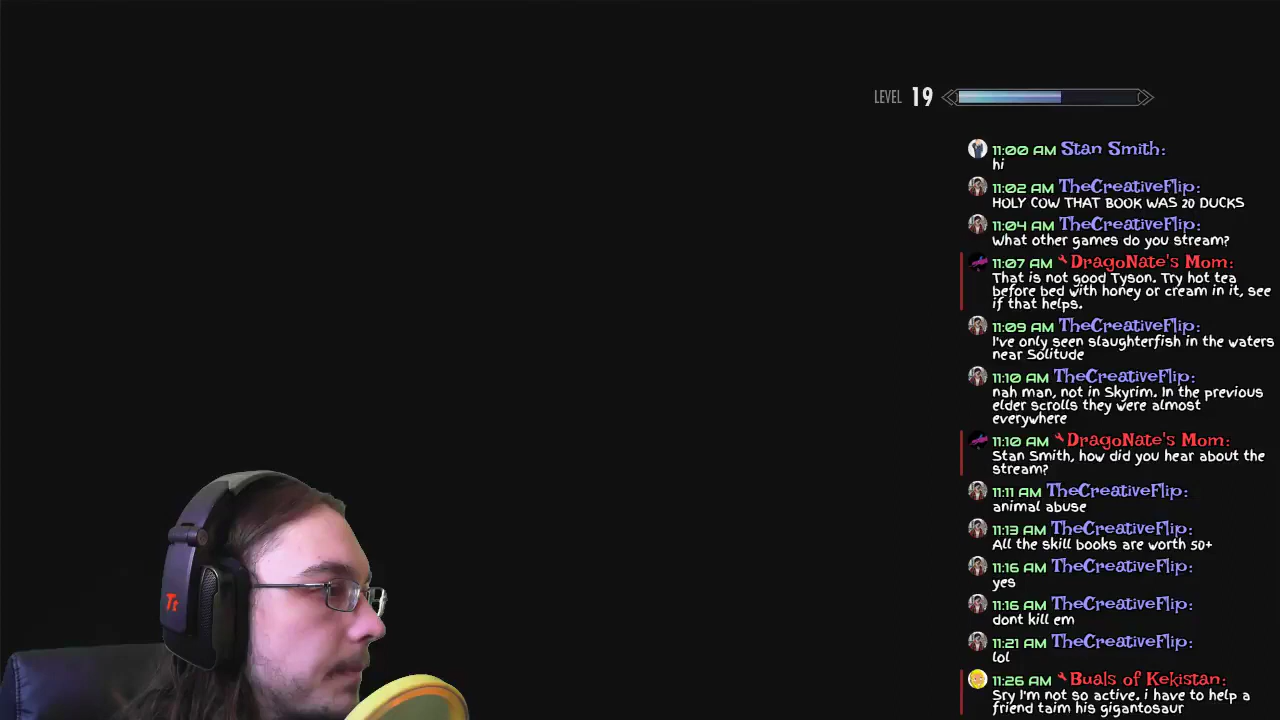 LEVEL 19
11:00 AM Stan Smith:
hi
11:02 AM TheCreativeFlip:
HOLY COW THAT BOOK WAS 20 DUCKS
11:04 AM TheCreativeFlip:
What other games do you stream?
11:07 AM DragoNate's Mom:
That is not good Tyson. Try hot tea
before bed with honey or cream in it, see
if that helps.
11:09 AM TheCreativeFlip:
I've only seen slaughterfish in the waters
near Solitude
11:10 AM TheCreativeFlip:
nah man, not in Skyrim. In the previous
elder scrolls they were almost
everywhere
11:10 AM DragoNate's Mom:
Stan Smith, how did you hear about the
stream?
11:11 AM TheCreativeFlip:
animal abuse
11:13 AM TheCreativeFlip:
All the skill books are worth 50+
11:16 AM TheCreativeFlip:
yes
11:16 AM TheCreativeFlip:
dont kill em
11:21 AM TheCreativeFlip:
lol
11:26 AM Buals of Kekistan:
Sry I'm not so active. i have to help a
friend taim his gigantosaur
Tt